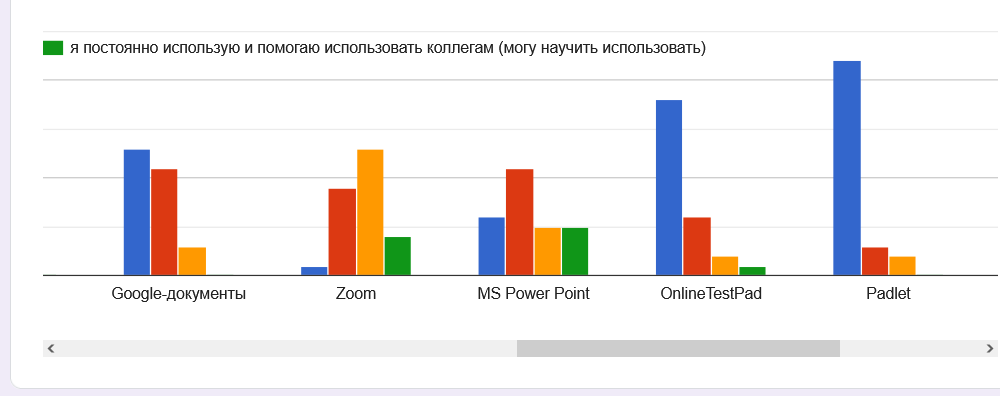 я постоянно использую и помогаю использовать коллегам (могу научить использовать)
Google-документы Zoom MS Power Point OnlineTestPad Padlet